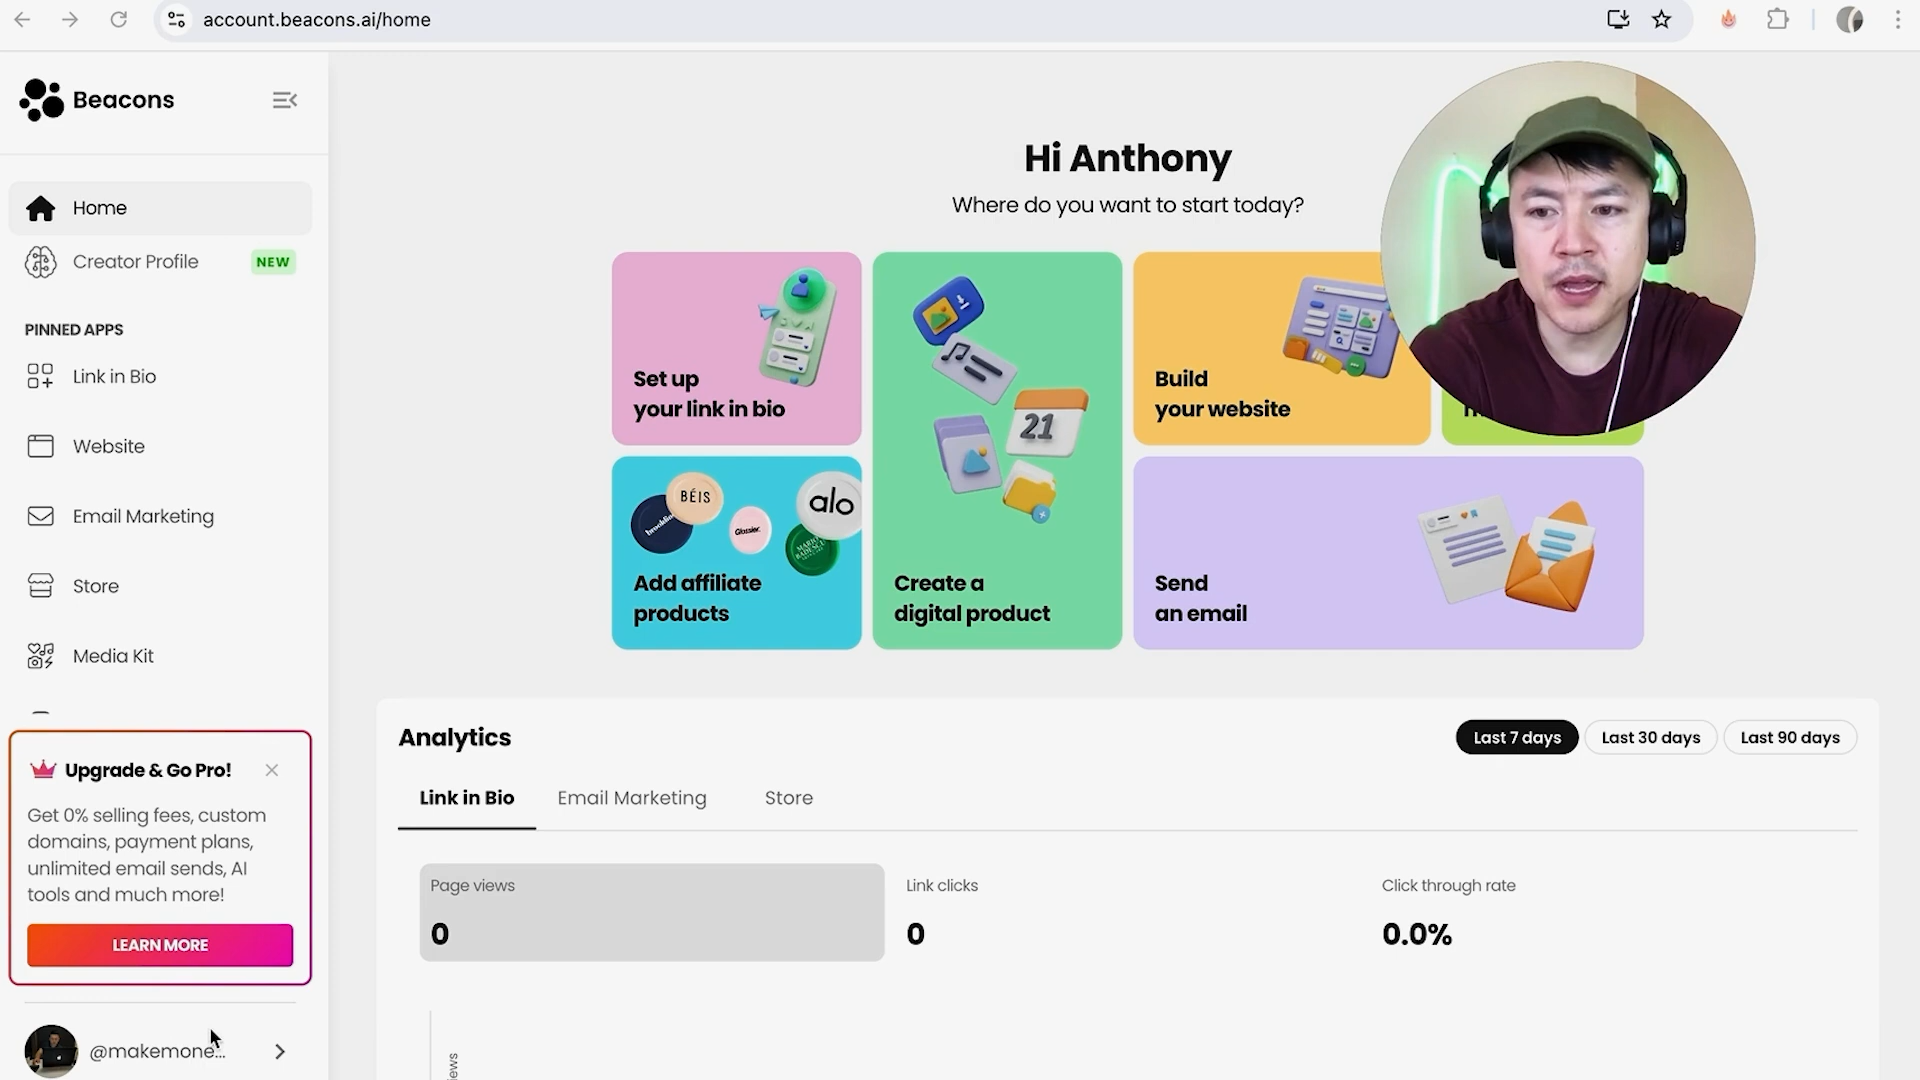 account.beacons.ai/home
Beacons
Home
Creator Profile
NEW
PINNED APPS
Link in Bio
Website
Email Marketing
Store
Media Kit
Upgrade & Go Pro!
Get 0% selling fees, custom
domains, payment plans,
unlimited email sends, AI
tools and much more!
LEARN MORE
@makemone...
Hi Anthony
Where do you want to start today?
Set up
your link in bio
21
Create a
digital product
Build
your website
BÉIS
alo
Glossier.
Add affiliate
products
Send
an email
Analytics
Last 7 days
Last 30 days
Last 90 days
Link in Bio
Email Marketing
Store
Page views
0
Link clicks
0
Click through rate
0.0%